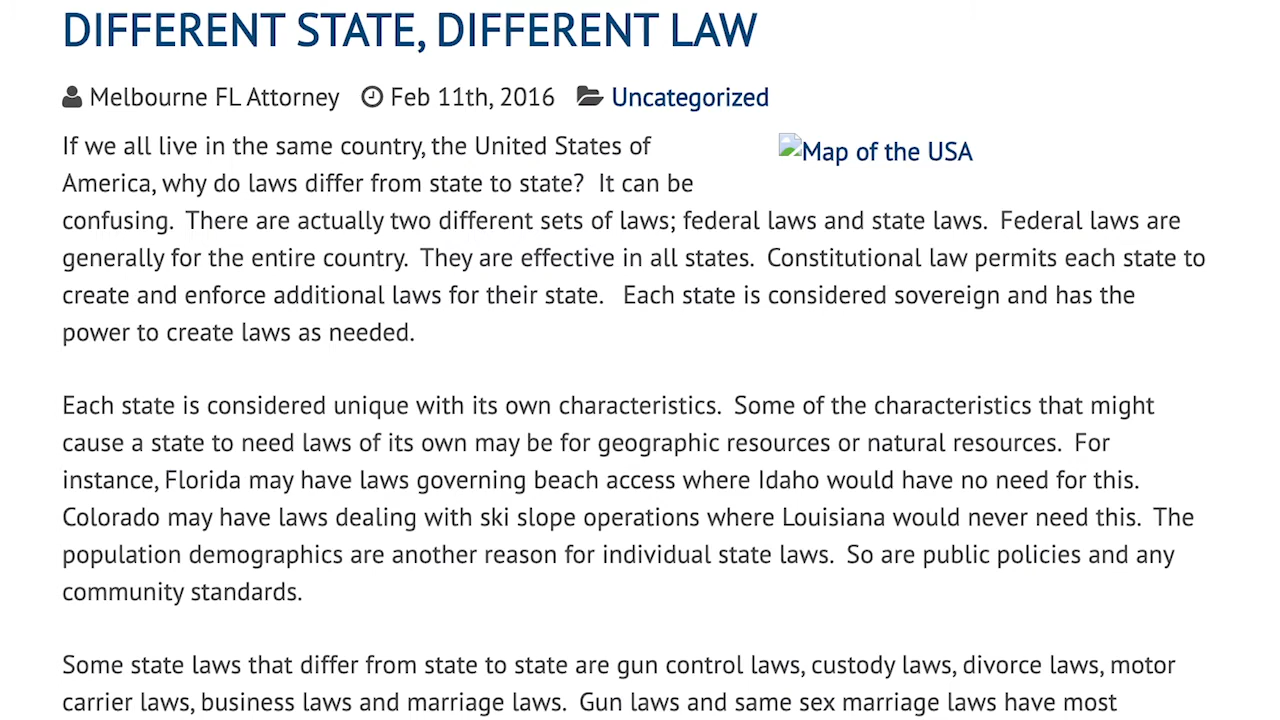 DIFFERENT STATE, DIFFERENT LAW
Melbourne FL Attorney Feb 11th, 2016 Uncategorized
If we all live in the same country, the United States of
Map of the USA
America, why do laws differ from state to state? It can be
confusing. There are actually two different sets of laws; federal laws and state laws. Federal laws are
generally for the entire country. They are effective in all states. Constitutional law permits each state to
create and enforce additional laws for their state. Each state is considered sovereign and has the
power to create laws as needed.
Each state is considered unique with its own characteristics. Some of the characteristics that might
cause a state to need laws of its own may be for geographic resources or natural resources. For
instance, Florida may have laws governing beach access where Idaho would have no need for this.
Colorado may have laws dealing with ski slope operations where Louisiana would never need this. The
population demographics are another reason for individual state laws. So are public policies and any
community standards.
Some state laws that differ from state to state are gun control laws, custody laws, divorce laws, motor
carrier laws, business laws and marriage laws. Gun laws and same sex marriage laws have most